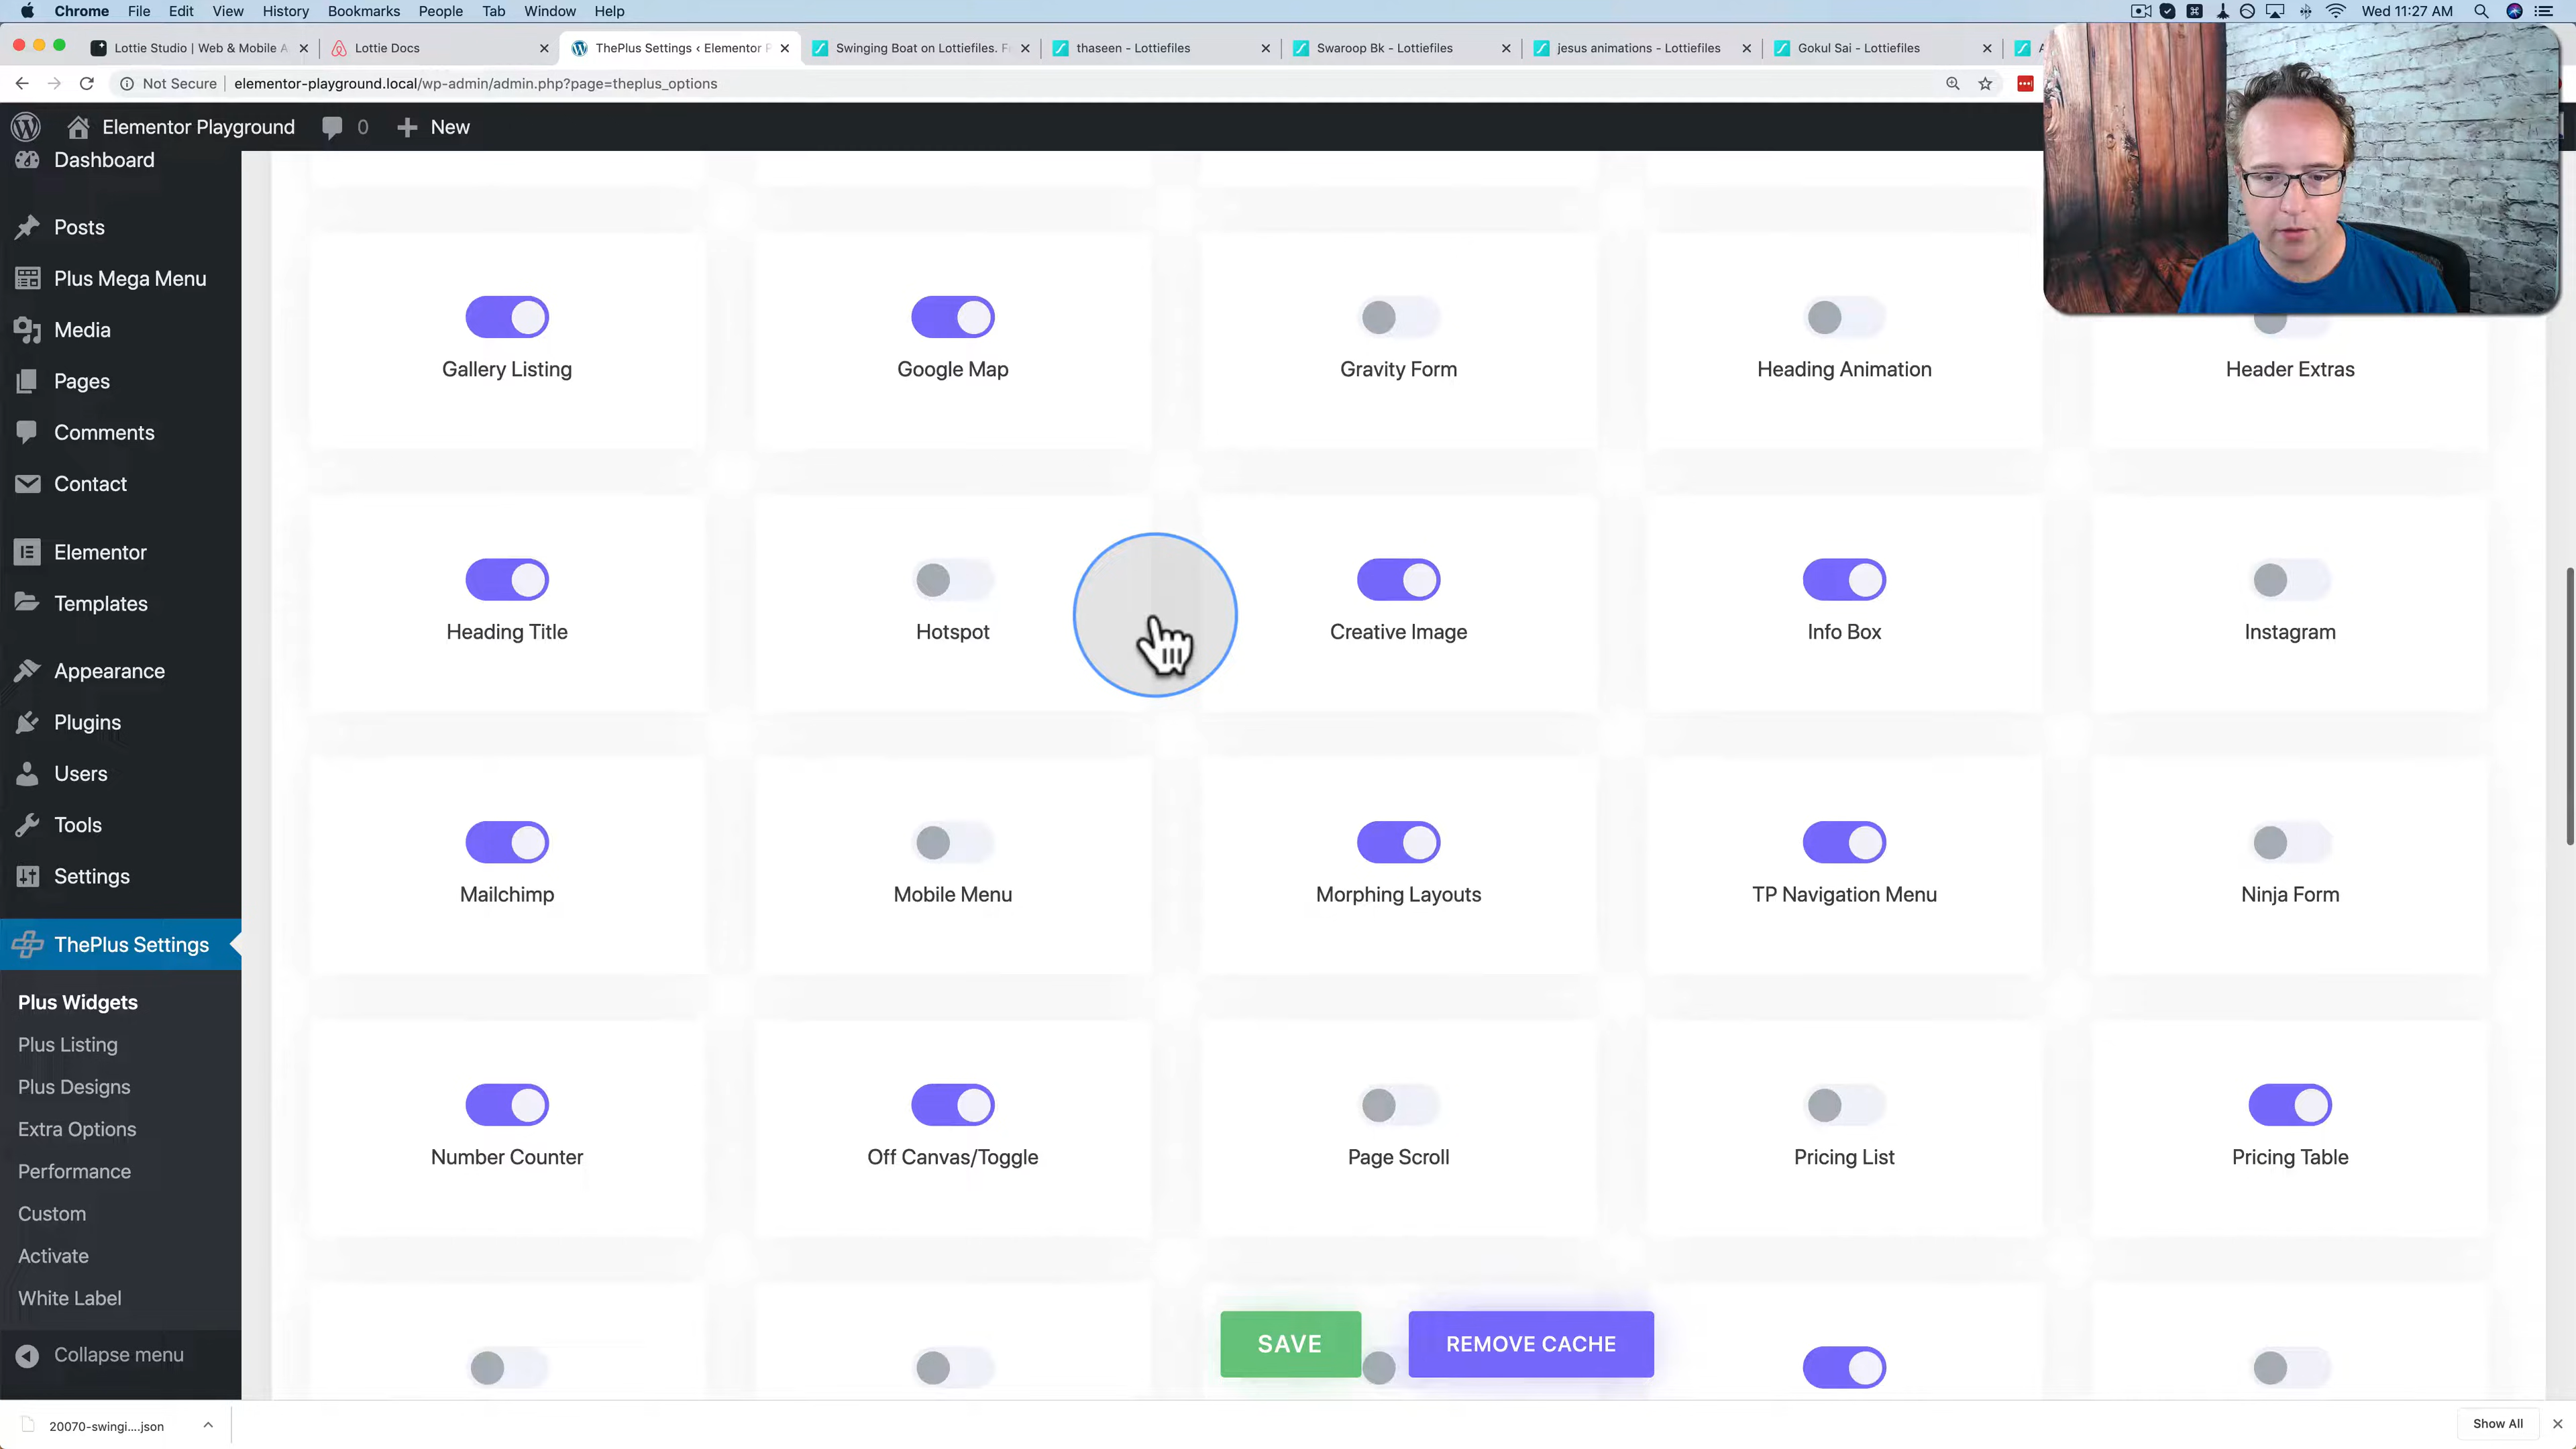 Chrome File Edit View History Bookmarks People Tab Window Help Wed 11:27 AM
Lottie Studio | Web & Mobile A Lottie Docs ThePlus Settings ‹ Elementor P Swinging Boat on Lottiefiles. Fr thaseen - Lottiefiles Swaroop Bk - Lottiefiles jesus animations - Lottiefiles Gokul Sai - Lottiefiles A
Not Secure elementor-playground.local/wp-admin/admin.php?page=theplus_options
Elementor Playground 0 New
Dashboard
Posts
Plus Mega Menu
Media
Pages
Comments
Contact
Elementor
Templates
Appearance
Plugins
Users
Tools
Settings
ThePlus Settings
Plus Widgets
Plus Listing
Plus Designs
Extra Options
Performance
Custom
Activate
White Label
Collapse menu
Gallery Listing Google Map Gravity Form Heading Animation Header Extras
Heading Title Hotspot Creative Image Info Box Instagram
Mailchimp Mobile Menu Morphing Layouts TP Navigation Menu Ninja Form
Number Counter Off Canvas/Toggle Page Scroll Pricing List Pricing Table
SAVE REMOVE CACHE
20070-swingi....json Show All